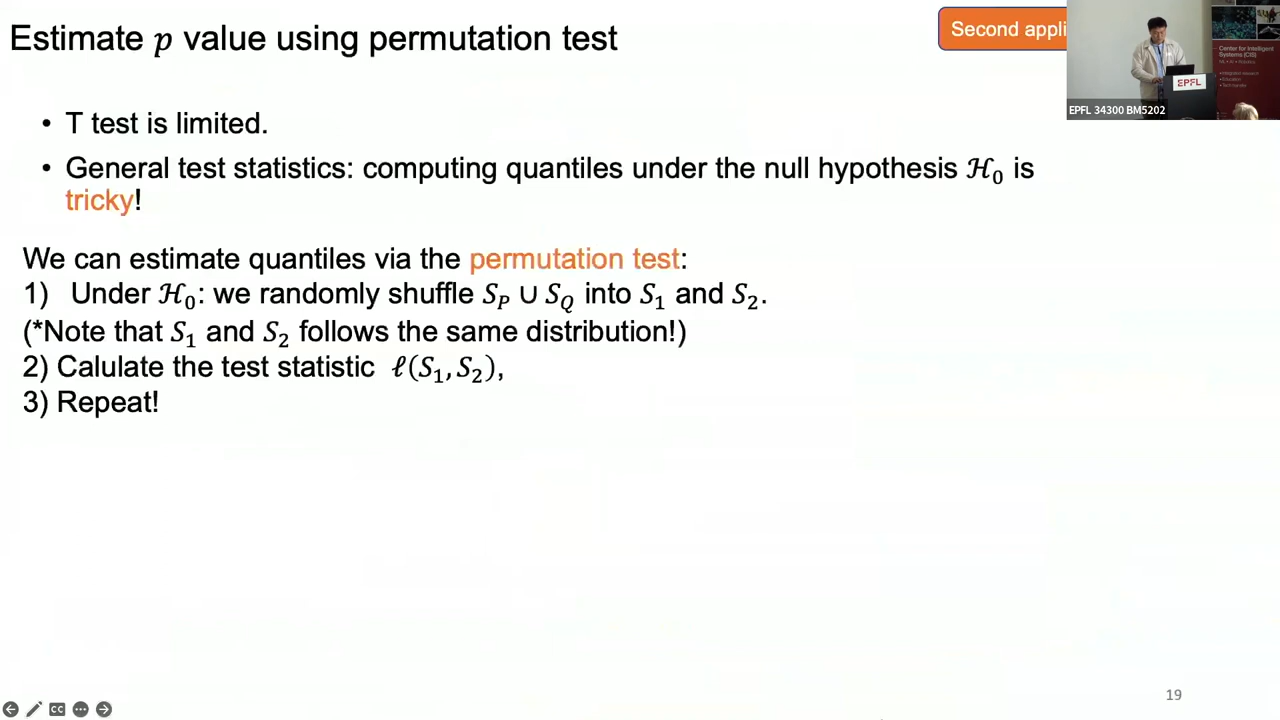 Estimate 𝑝 value using permutation test
Second appli
• T test is limited.
• General test statistics: computing quantiles under the null hypothesis ℋ₀ is
tricky!
We can estimate quantiles via the permutation test:
1) Under ℋ₀: we randomly shuffle 𝑆_𝑃 ∪ 𝑆_𝑄 into 𝑆₁ and 𝑆₂.
(*Note that 𝑆₁ and 𝑆₂ follows the same distribution!)
2) Calulate the test statistic ℓ(𝑆₁, 𝑆₂),
3) Repeat!
19
EPFL 34300 BM5202
EPFL
Center for Intelligent
Systems (CIS)
CC